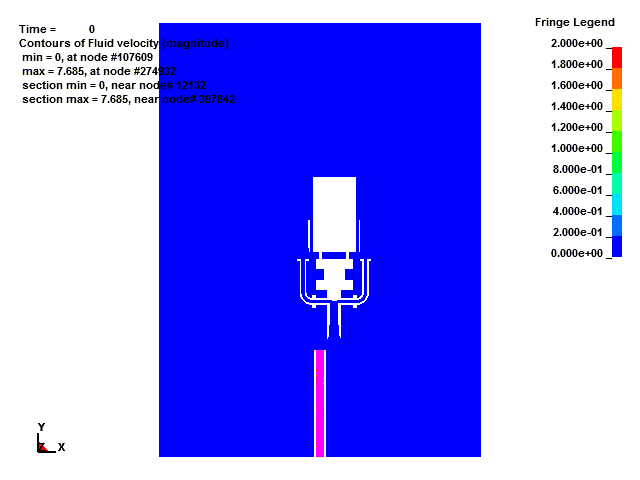 Time = 0
Contours of Fluid velocity (magnitude)
min = 0, at node #107609
max = 7.685, at node #274932
section min = 0, near node# 12132
section max = 7.685, near node# 397842
Fringe Legend
2.000e+00
1.800e+00
1.600e+00
1.400e+00
1.200e+00
1.000e+00
8.000e-01
6.000e-01
4.000e-01
2.000e-01
0.000e+00
Y
Z
X